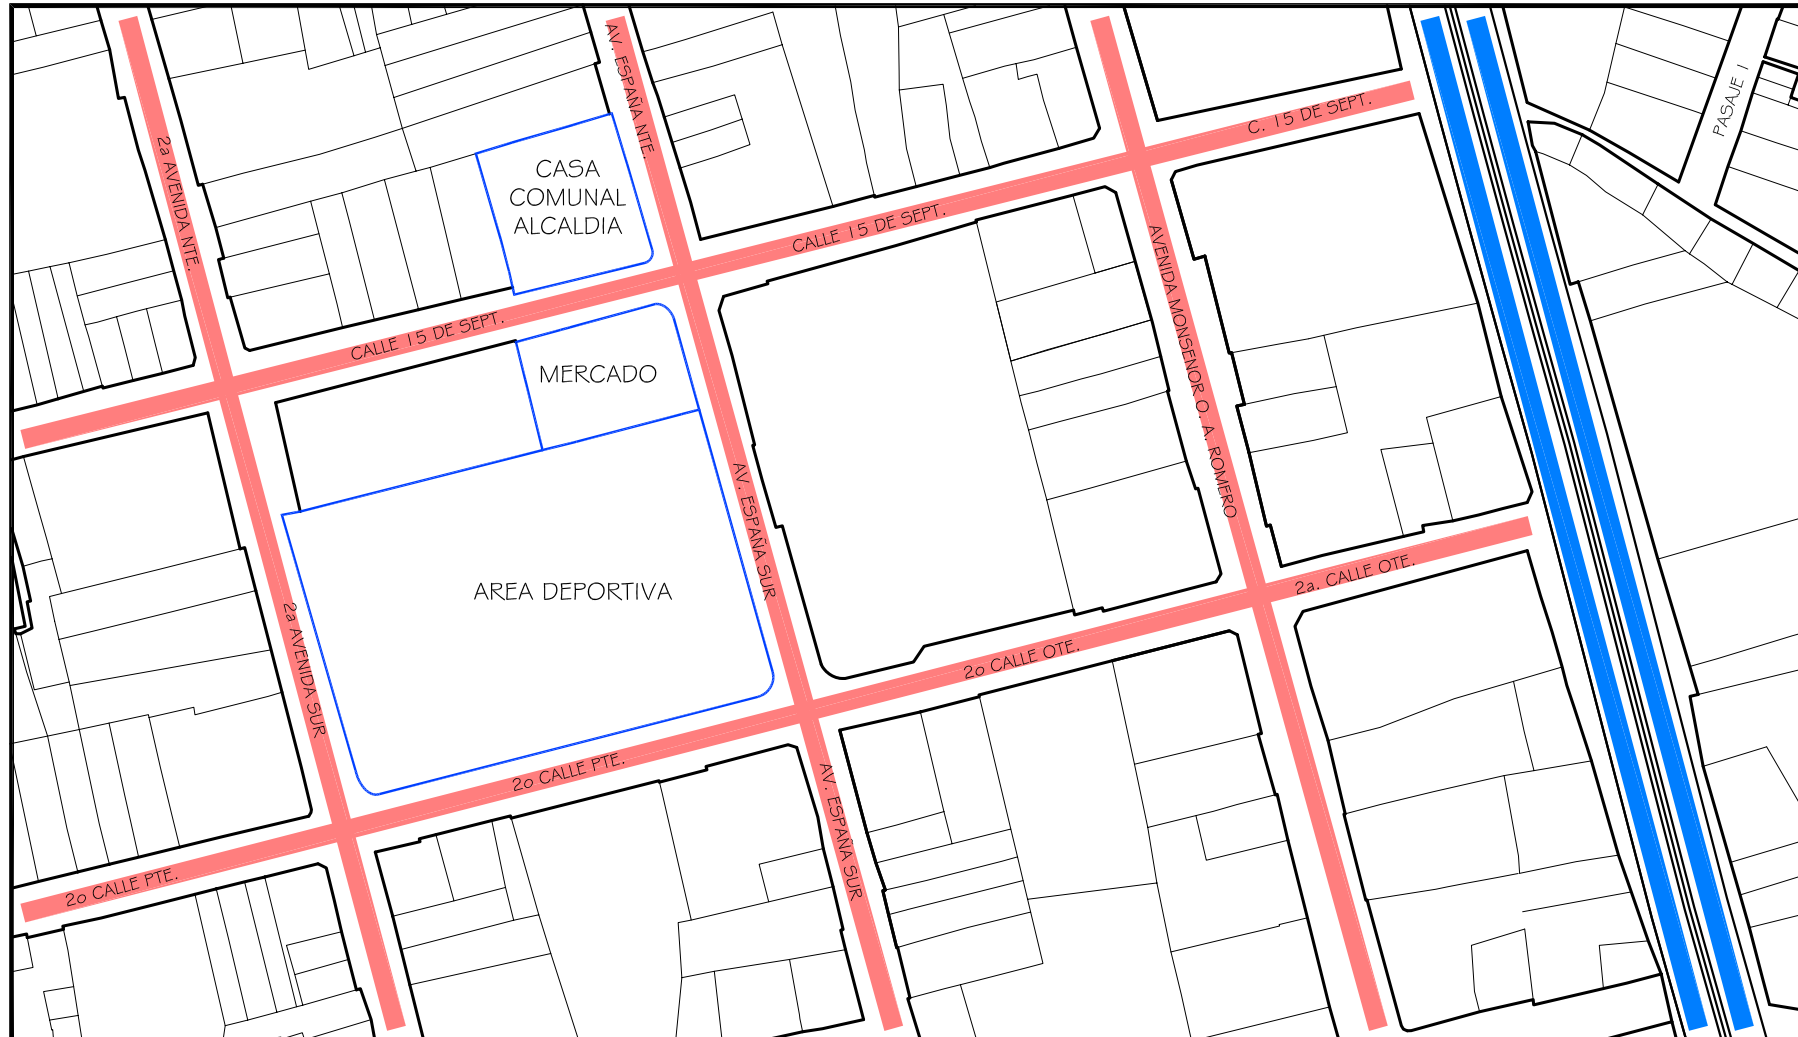 AV. ESPAÑA NTE.
PASAJE 1
C. 15 DE SEPT.
2a AVENIDA NTE.
CASA
COMUNAL
ALCALDIA
CALLE 15 DE SEPT.
CALLE 15 DE SEPT.
AVENIDA MONSENOR O. A. ROMERO
MERCADO
AV. ESPAÑA SUR
AREA DEPORTIVA
2a. CALLE OTE.
2a AVENIDA SUR
2o CALLE OTE.
2o CALLE PTE.
AV. ESPAÑA SUR
2o CALLE PTE.